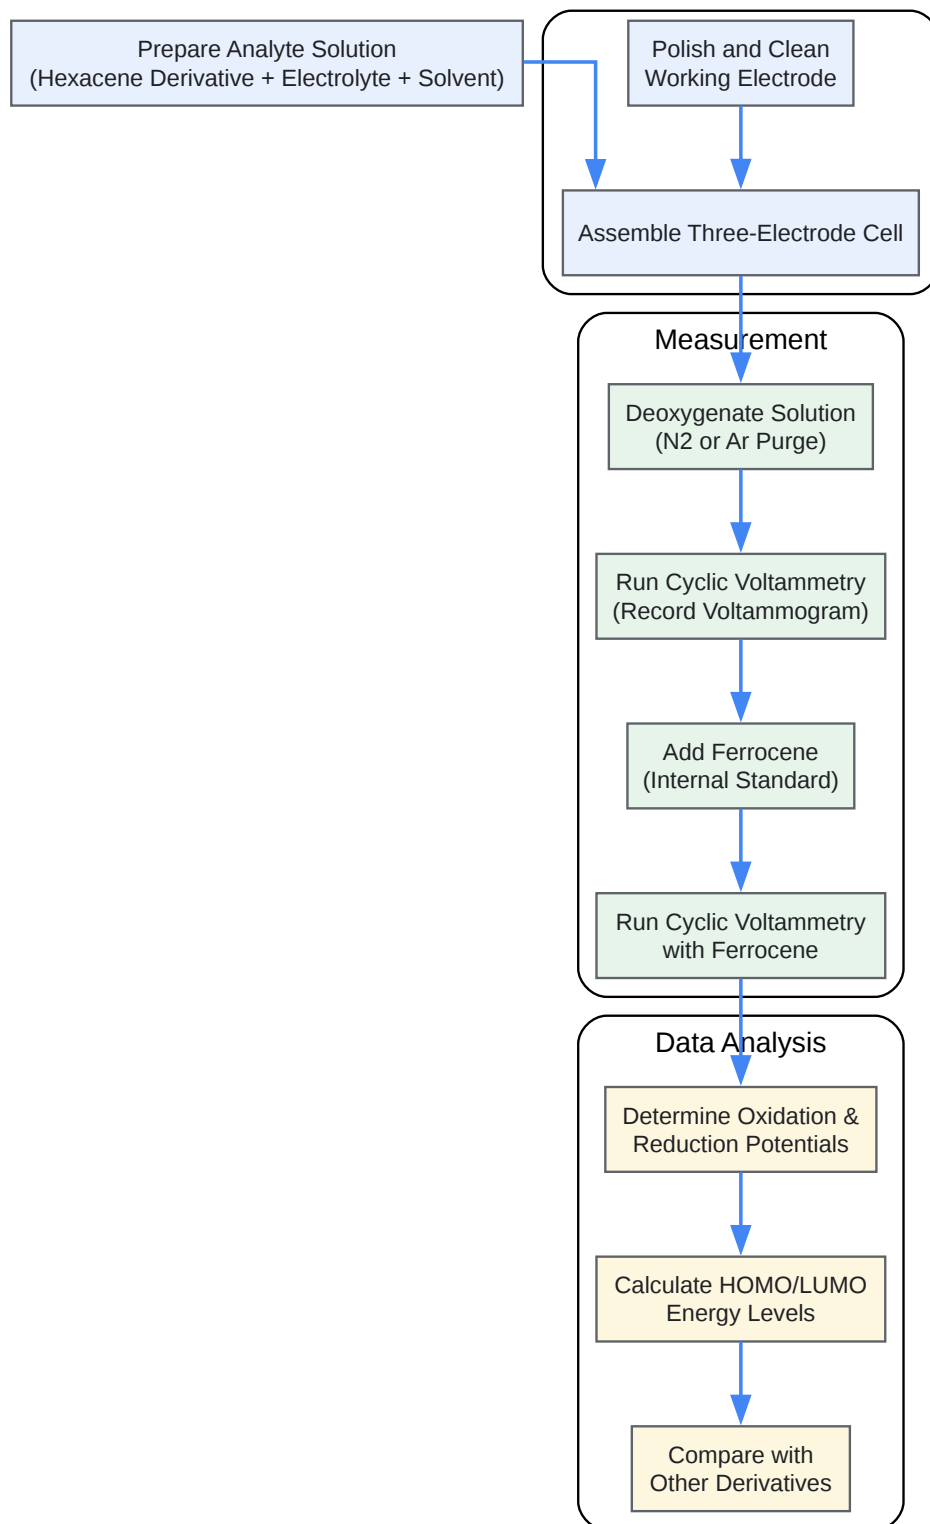 Prepare Analyte Solution
(Hexacene Derivative + Electrolyte + Solvent)
Polish and Clean
Working Electrode
Assemble Three-Electrode Cell
Measurement
Deoxygenate Solution
(N2 or Ar Purge)
Run Cyclic Voltammetry
(Record Voltammogram)
Add Ferrocene
(Internal Standard)
Run Cyclic Voltammetry
with Ferrocene
Data Analysis
Determine Oxidation &
Reduction Potentials
Calculate HOMO/LUMO
Energy Levels
Compare with
Other Derivatives